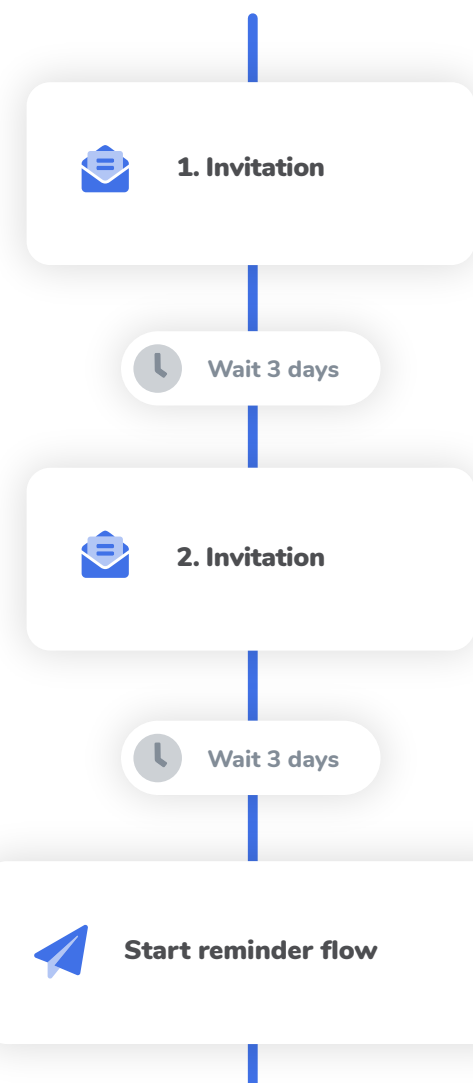 1. Invitation
Wait 3 days
2. Invitation
Wait 3 days
Start reminder flow